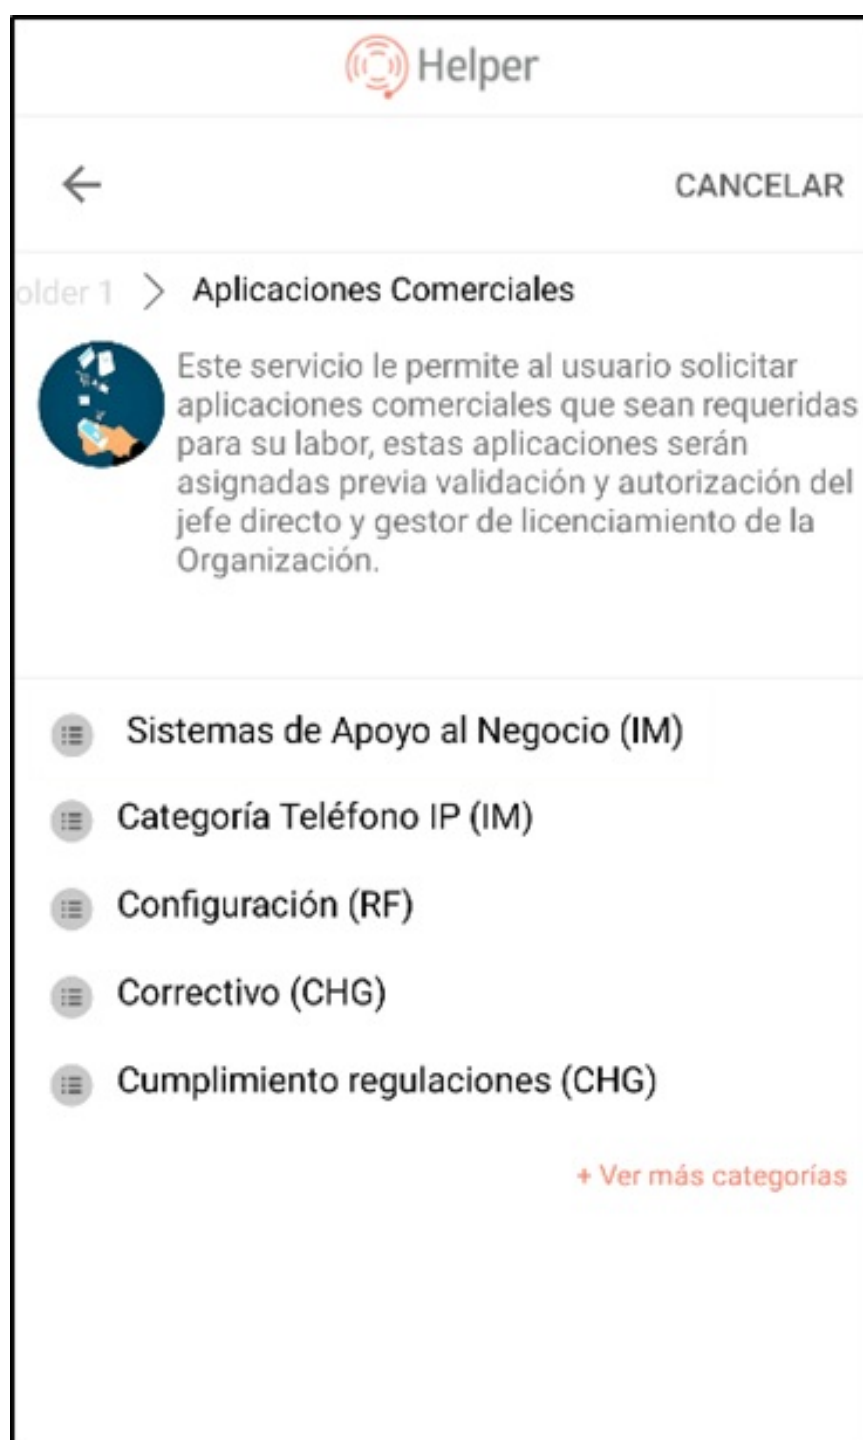 Helper
CANCELAR
older 1 > Aplicaciones Comerciales
Este servicio le permite al usuario solicitar
aplicaciones comerciales que sean requeridas
para su labor, estas aplicaciones serán
asignadas previa validación y autorización del
jefe directo y gestor de licenciamiento de la
Organización.
Sistemas de Apoyo al Negocio (IM)
Categoría Teléfono IP (IM)
Configuración (RF)
Correctivo (CHG)
Cumplimiento regulaciones (CHG)
+ Ver más categorías